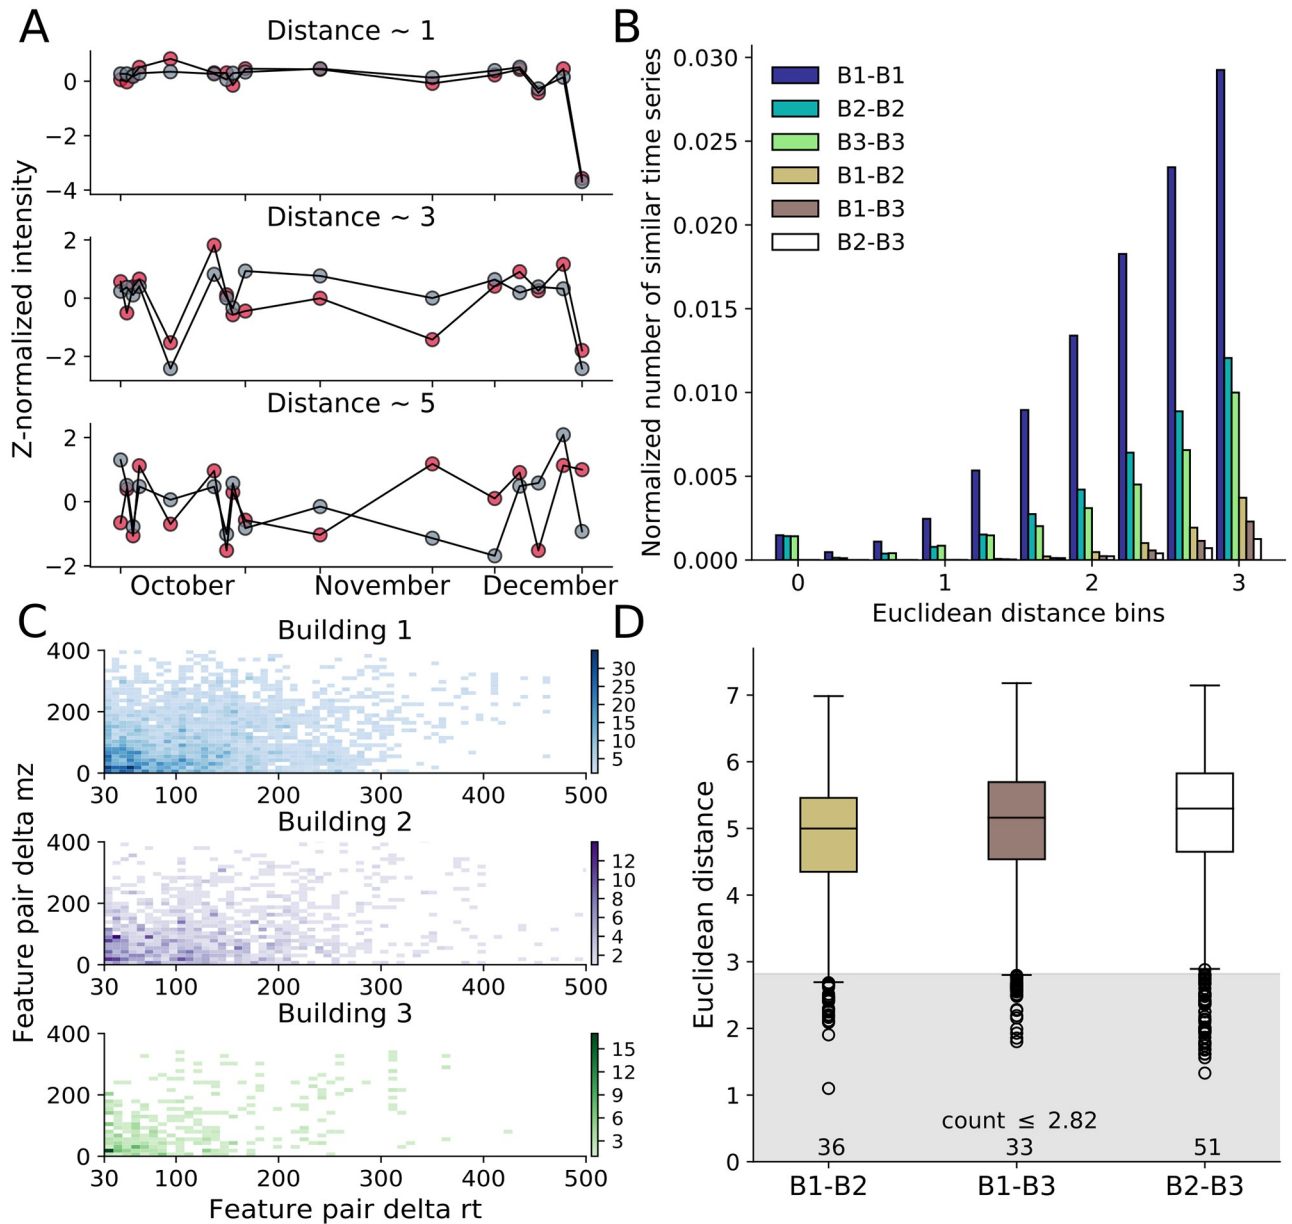 A
Distance ~ 1
0
−2
−4
Distance ~ 3
2
0
−2
Distance ~ 5
2
0
−2
October
November
December
Z-normalized intensity
B
0.030
0.025
0.020
0.015
0.010
0.005
0.000
B1-B1
B2-B2
B3-B3
B1-B2
B1-B3
B2-B3
0
1
2
3
Euclidean distance bins
Normalized number of similar time series
C
Building 1
400
200
0
30
100
200
300
400
500
30
25
20
15
10
5
Building 2
400
200
0
30
100
200
300
400
500
12
10
8
6
4
2
Building 3
400
200
0
30
100
200
300
400
500
15
12
9
6
3
Feature pair delta rt
Feature pair delta mz
D
7
6
5
4
3
2
1
0
Euclidean distance
count ≤ 2.82
36
33
51
B1-B2
B1-B3
B2-B3